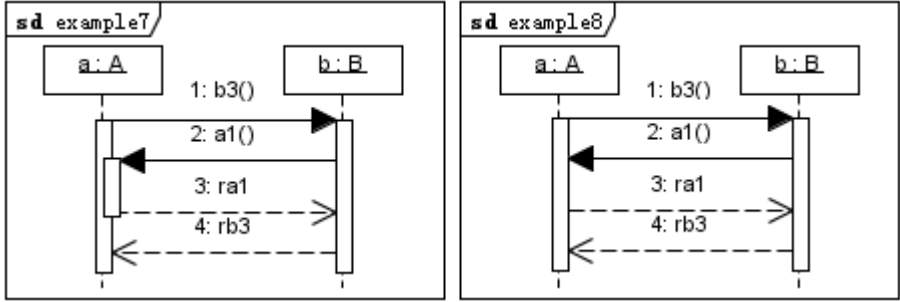 sd example7
a : A
b : B
1: b3()
2: a1()
3: ra1
4: rb3
sd example8
a : A
b : B
1: b3()
2: a1()
3: ra1
4: rb3